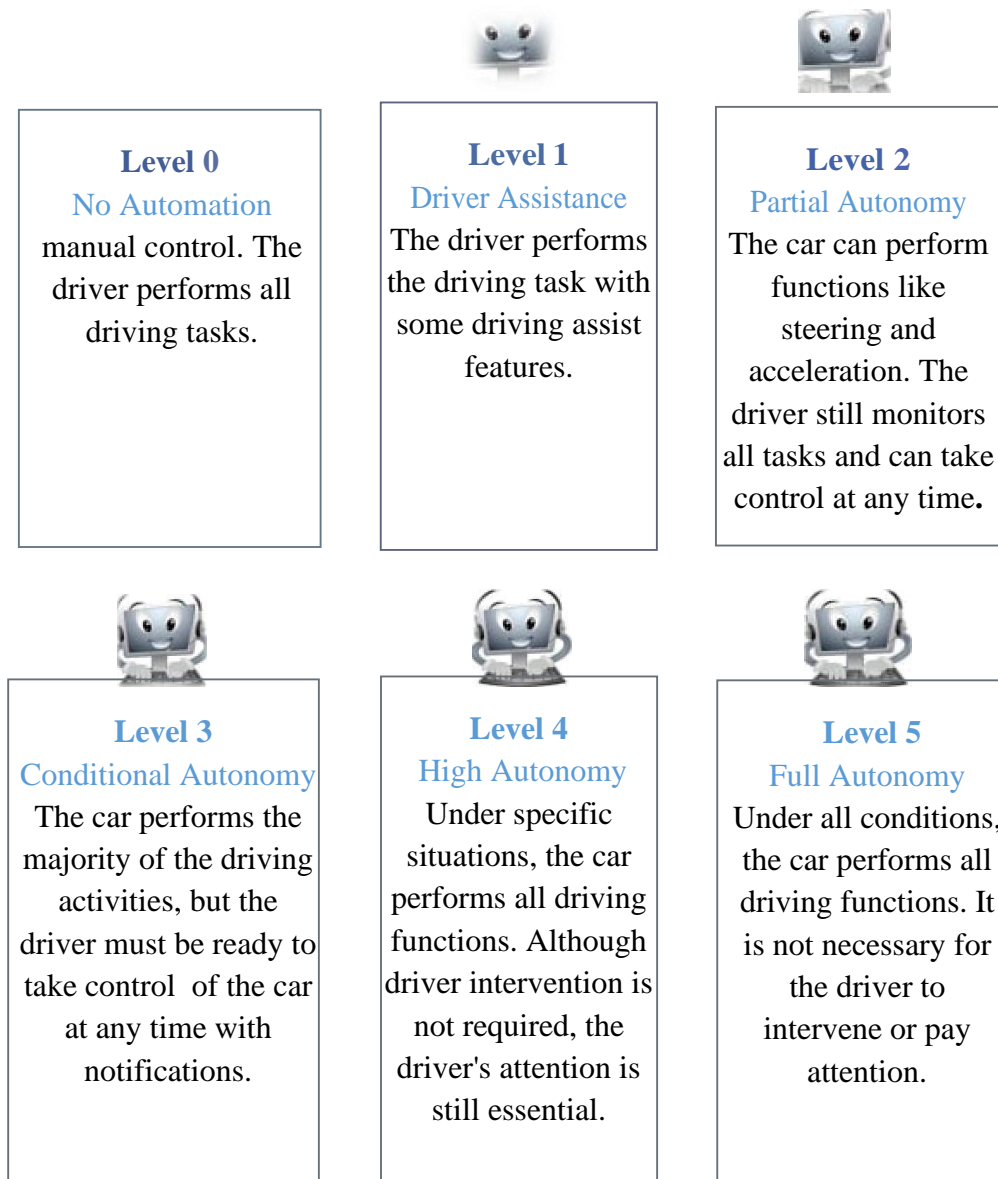 Level 0
No Automation
manual control. The
driver performs all
driving tasks.
Level 1
Driver Assistance
The driver performs
the driving task with
some driving assist
features.
Level 2
Partial Autonomy
The car can perform
functions like
steering and
acceleration. The
driver still monitors
all tasks and can take
control at any time.
Level 3
Conditional Autonomy
The car performs the
majority of the driving
activities, but the
driver must be ready to
take control of the car
at any time with
notifications.
Level 4
High Autonomy
Under specific
situations, the car
performs all driving
functions. Although
driver intervention is
not required, the
driver's attention is
still essential.
Level 5
Full Autonomy
Under all conditions,
the car performs all
driving functions. It
is not necessary for
the driver to
intervene or pay
attention.